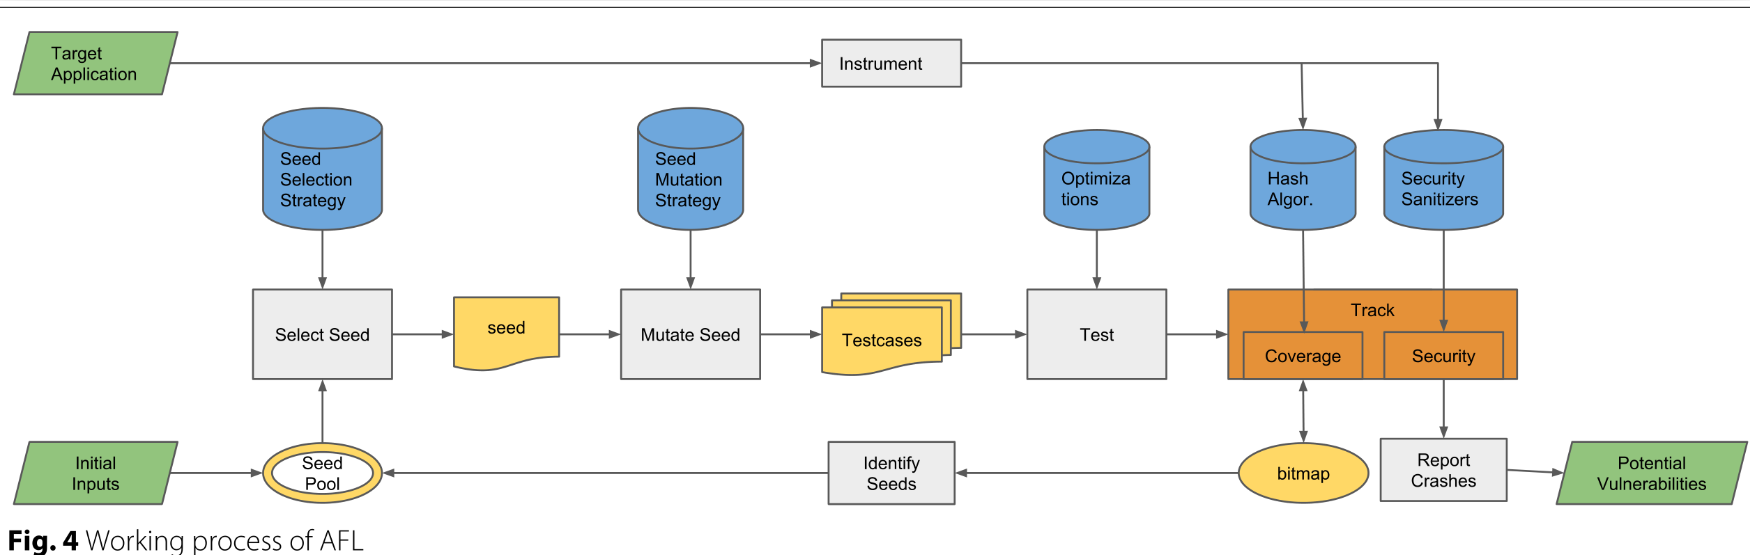 Target
Application
Instrument
Seed
Selection
Strategy
Seed
Mutation
Strategy
Optimiza
tions
Hash
Algor.
Security
Sanitizers
Select Seed
seed
Mutate Seed
Testcases
Test
Track
Coverage
Security
Initial
Inputs
Seed
Pool
Identify
Seeds
bitmap
Report
Crashes
Potential
Vulnerabilities
Fig. 4 Working process of AFL